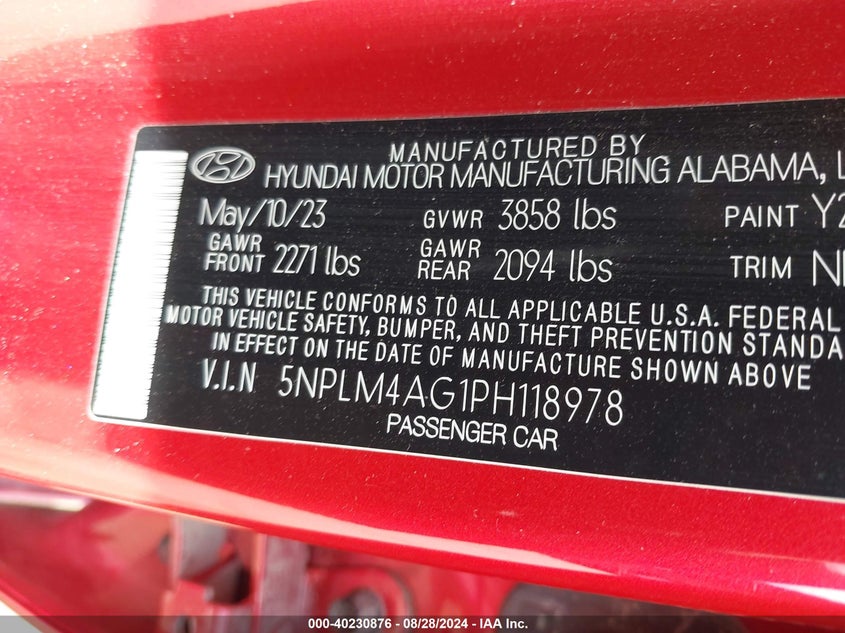 MANUFACTURED BY
HYUNDAI MOTOR MANUFACTURING ALABAMA,
May/10/23 GVWR 3858 lbs PAINT
GAWR FRONT 2271 lbs GAWR REAR 2094 lbs TRIM
THIS VEHICLE CONFORMS TO ALL APPLICABLE U.S.A. FEDERAL
MOTOR VEHICLE SAFETY, BUMPER, AND THEFT PREVENTION
IN EFFECT ON THE DATE OF MANUFACTURE SHOWN ABOVE
V.I.N 5NPLM4AG1PH118978
PASSENGER CAR
000-40230876 / 08/28/2024 - IAA Inc.